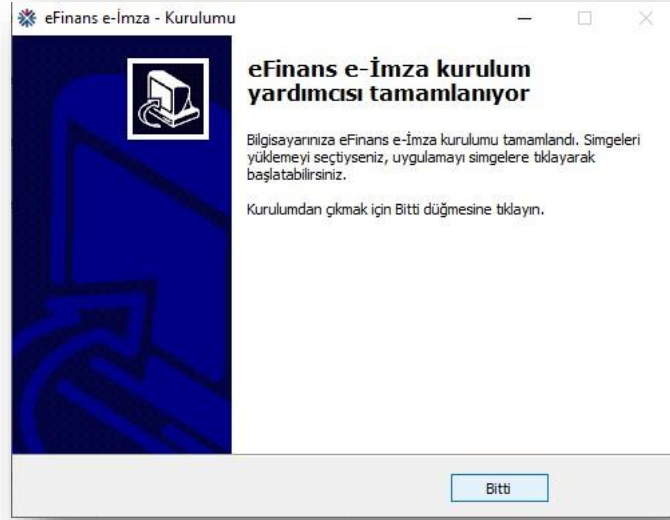 eFinans e-İmza - Kurulumu
eFinans e-İmza kurulum
yardımcısı tamamlanıyor
Bilgisayarınıza eFinans e-İmza kurulumu tamamlandı. Simgeleri
yüklemeyi seçtiyseniz, uygulamayı simgelere tıklayarak
başlatabilirsiniz.
Kurulumdan çıkmak için Bitti düğmesine tıklayın.
Bitti